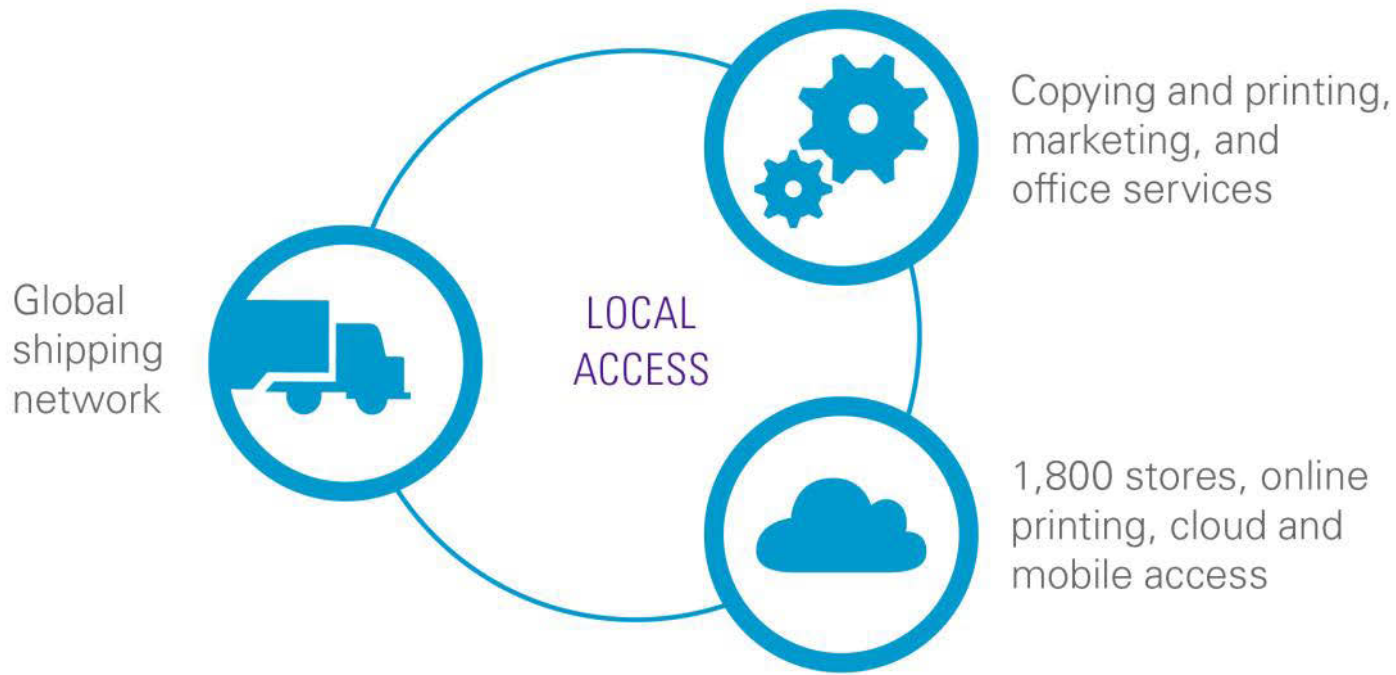 Global
shipping
network
LOCAL
ACCESS
Copying and printing,
marketing, and
office services
1,800 stores, online
printing, cloud and
mobile access